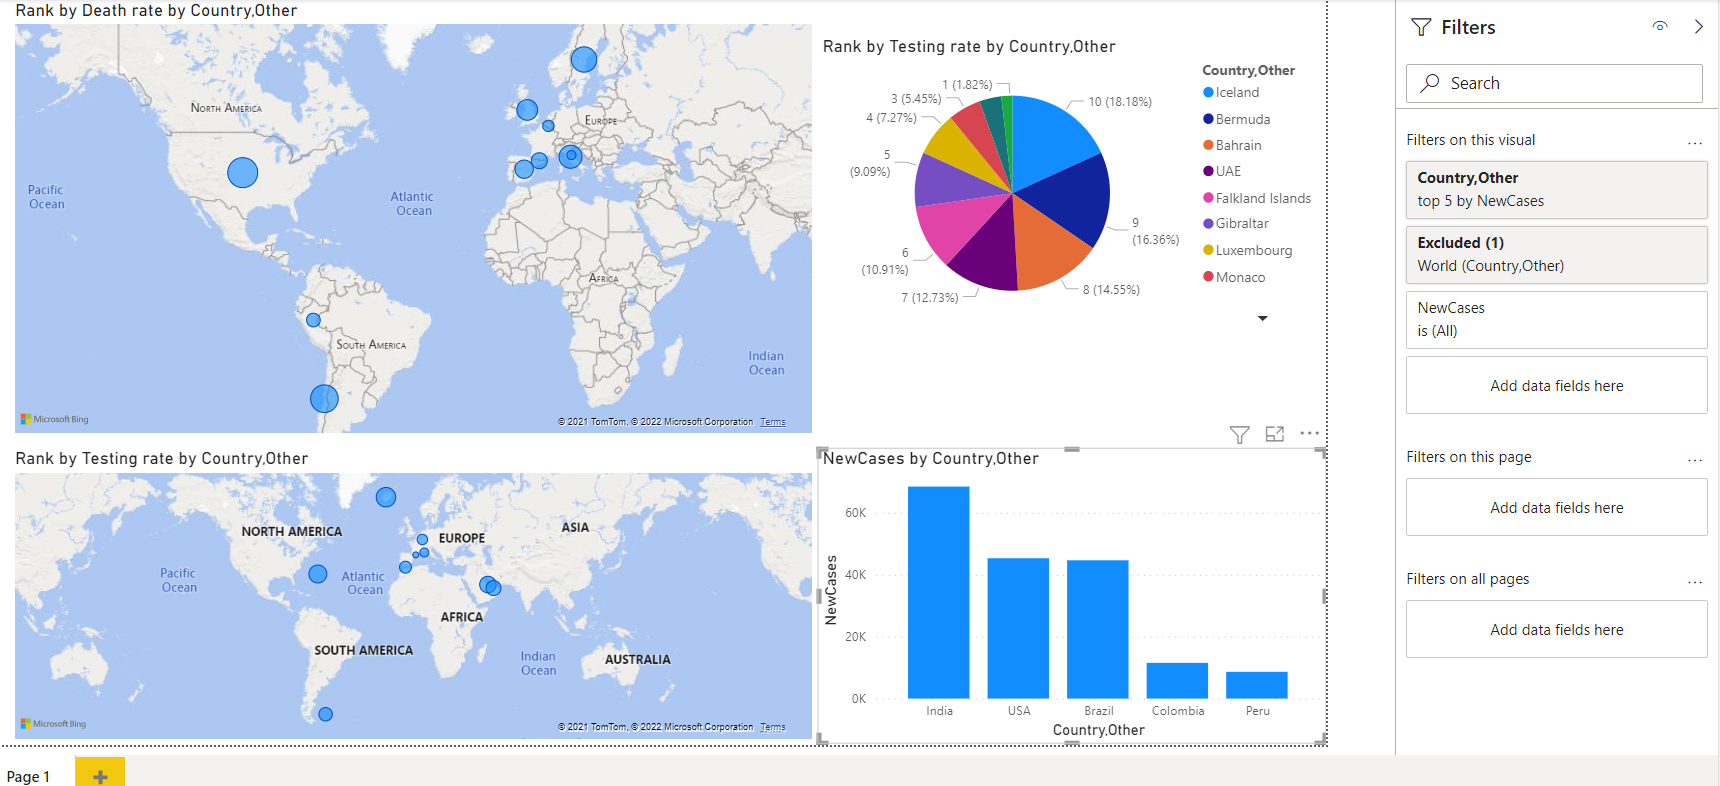 Rank by Death rate by Country,Other
NORTH AMERICA
EUROPE
Pacific
Ocean
Atlantic
Ocean
AFRICA
SOUTH AMERICA
Indian
Ocean
Microsoft Bing
© 2021 TomTom, © 2022 Microsoft Corporation Terms
Rank by Testing rate by Country,Other
1 (1.82%)
3 (5.45%)
4 (7.27%)
5
(9.09%)
6
(10.91%)
7 (12.73%)
8 (14.55%)
9
(16.36%)
10 (18.18%)
Country,Other
Iceland
Bermuda
Bahrain
UAE
Falkland Islands
Gibraltar
Luxembourg
Monaco
Rank by Testing rate by Country,Other
NORTH AMERICA
EUROPE
ASIA
Pacific
Ocean
Atlantic
Ocean
AFRICA
SOUTH AMERICA
Indian
Ocean
AUSTRALIA
Microsoft Bing
© 2021 TomTom, © 2022 Microsoft Corporation Terms
NewCases by Country,Other
NewCases
60K
40K
20K
0K
India
USA
Brazil
Colombia
Peru
Country,Other
Filters
Search
Filters on this visual
...
Country,Other
top 5 by NewCases
Excluded (1)
World (Country,Other)
NewCases
is (All)
Add data fields here
Filters on this page
...
Add data fields here
Filters on all pages
...
Add data fields here
Page 1
+